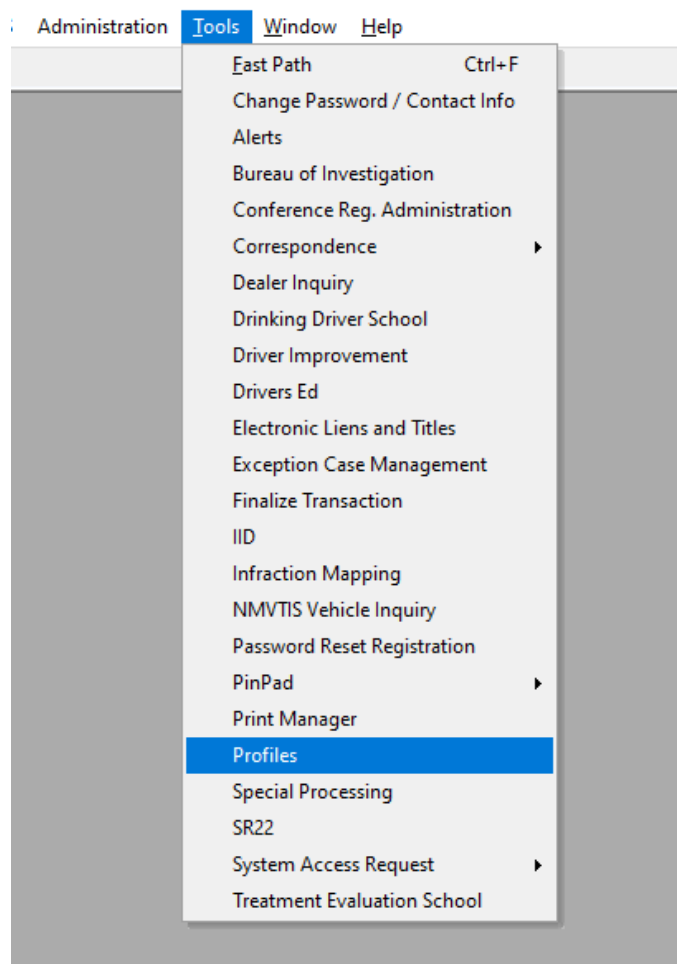 Administration Tools Window Help
Fast Path Ctrl+F
Change Password / Contact Info
Alerts
Bureau of Investigation
Conference Reg. Administration
Correspondence
Dealer Inquiry
Drinking Driver School
Driver Improvement
Drivers Ed
Electronic Liens and Titles
Exception Case Management
Finalize Transaction
IID
Infraction Mapping
NMVTIS Vehicle Inquiry
Password Reset Registration
PinPad
Print Manager
Profiles
Special Processing
SR22
System Access Request
Treatment Evaluation School